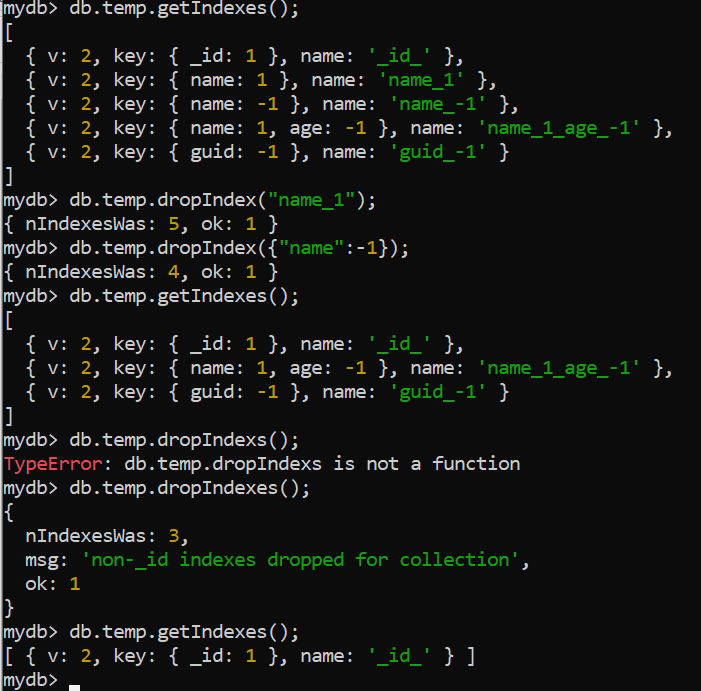 mydb> db.temp.getIndexes();
[
  { v: 2, key: { _id: 1 }, name: '_id_' },
  { v: 2, key: { name: 1 }, name: 'name_1' },
  { v: 2, key: { name: -1 }, name: 'name_-1' },
  { v: 2, key: { name: 1, age: -1 }, name: 'name_1_age_-1' },
  { v: 2, key: { guid: -1 }, name: 'guid_-1' }
]
mydb> db.temp.dropIndex("name_1");
{ nIndexesWas: 5, ok: 1 }
mydb> db.temp.dropIndex({"name":-1});
{ nIndexesWas: 4, ok: 1 }
mydb> db.temp.getIndexes();
[
  { v: 2, key: { _id: 1 }, name: '_id_' },
  { v: 2, key: { name: 1, age: -1 }, name: 'name_1_age_-1' },
  { v: 2, key: { guid: -1 }, name: 'guid_-1' }
]
mydb> db.temp.dropIndexs();
TypeError: db.temp.dropIndexs is not a function
mydb> db.temp.dropIndexes();
{
  nIndexesWas: 3,
  msg: 'non-_id indexes dropped for collection',
  ok: 1
}
mydb> db.temp.getIndexes();
[ { v: 2, key: { _id: 1 }, name: '_id_' } ]
mydb>